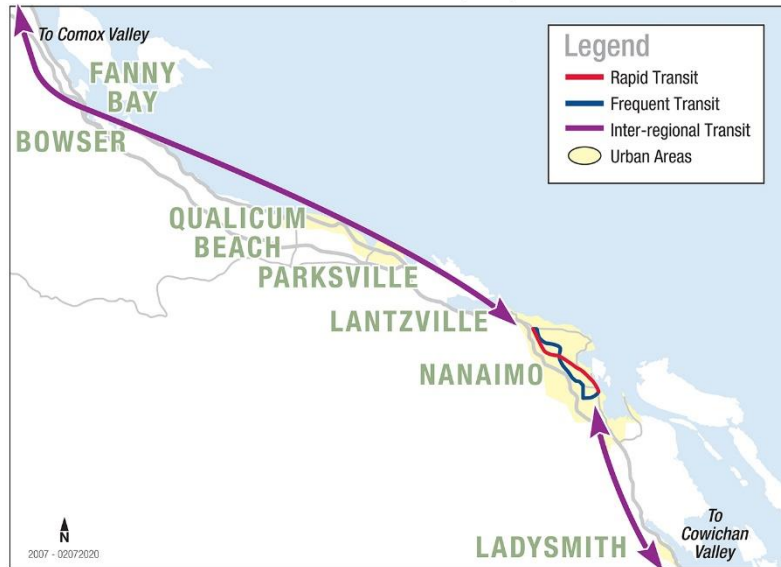 To Comox Valley
FANNY
BAY
BOWSER
QUALICUM
BEACH
PARKSVILLE
LANTZVILLE
NANAIMO
LADYSMITH
To
Cowichan
Valley
Legend
Rapid Transit
Frequent Transit
Inter-regional Transit
Urban Areas
N
2007 - 02072020